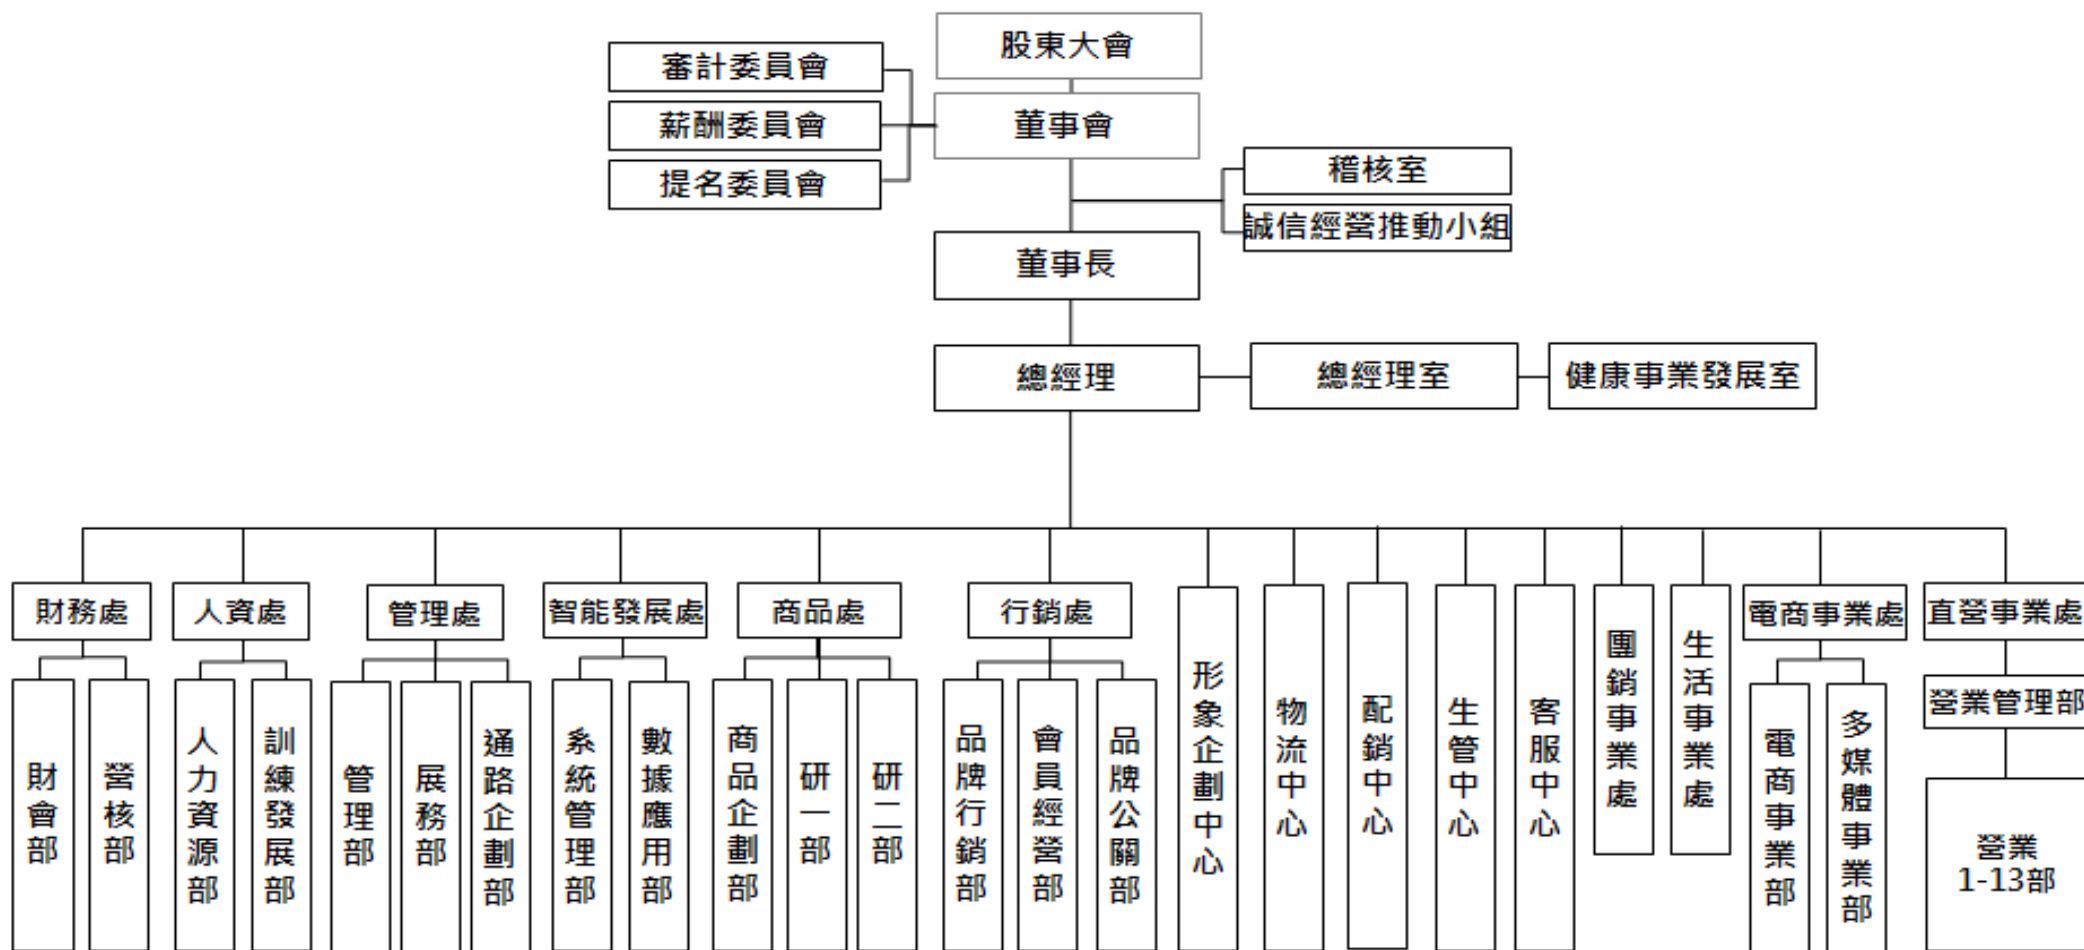 股東大會
審計委員會
薪酬委員會
董事會
提名委員會
稽核室
誠信經營推動小組
董事長
總經理
總經理室
健康事業發展室
財務處
人資處
管理處
智能發展處
商品處
行銷處
形象企劃中心
物流中心
配銷中心
生管中心
客服中心
團銷事業處
生活事業處
電商事業處
直營事業處
財會部
營核部
人力資源部
訓練發展部
管理部
展務部
通路企劃部
系統管理部
數據應用部
商品企劃部
研一部
研二部
品牌行銷部
會員經營部
品牌公關部
電商事業部
多媒體事業部
營業管理部
營業
1-13部